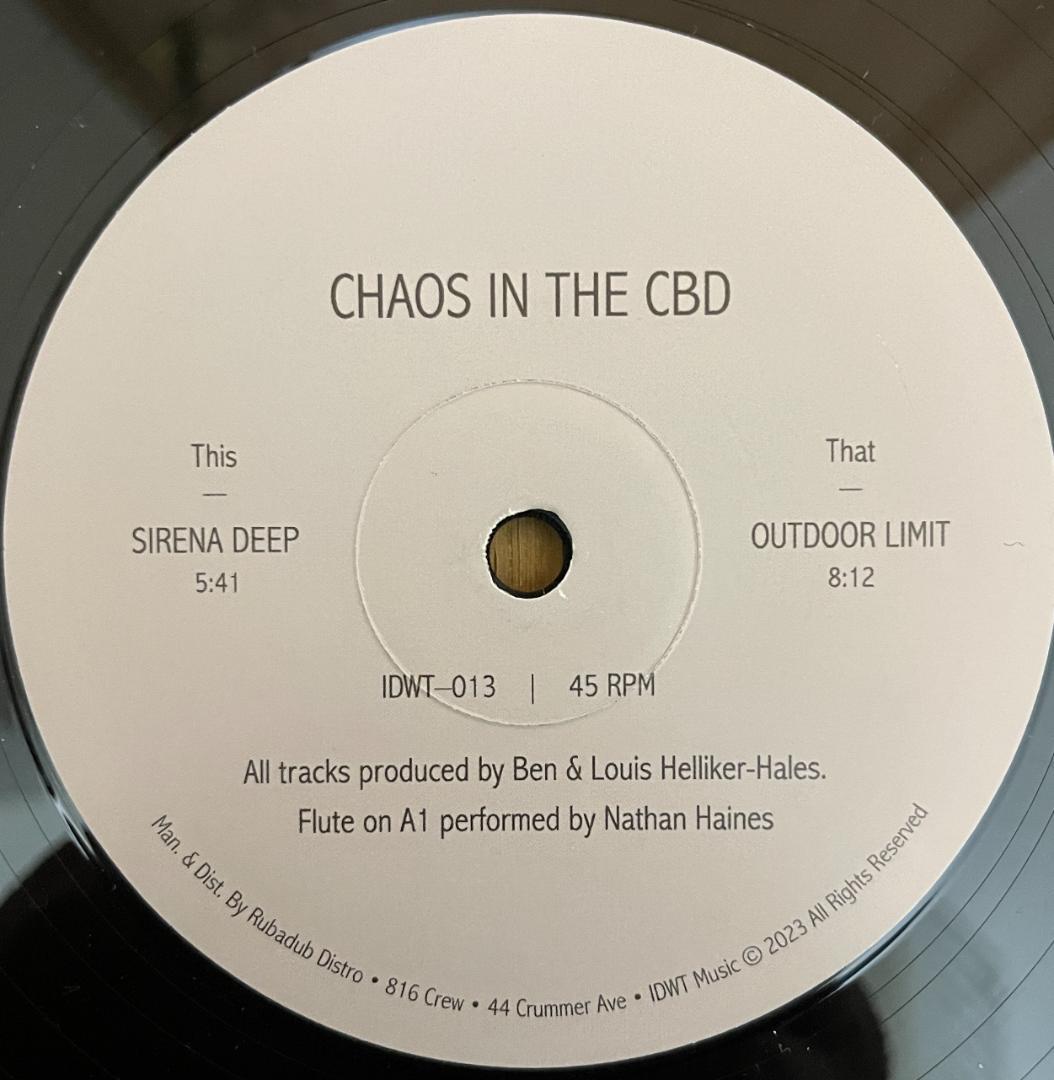 CHAOS IN THE CBD
This
—
SIRENA DEEP
5:41
That
—
OUTDOOR LIMIT
8:12
IDWT–013 | 45 RPM
All tracks produced by Ben & Louis Helliker-Hales.
Flute on A1 performed by Nathan Haines
Man. & Dist. By Rubadub Distro • 816 Crew • 44 Crummer Ave • IDWT Music © 2023 All Rights Reserved